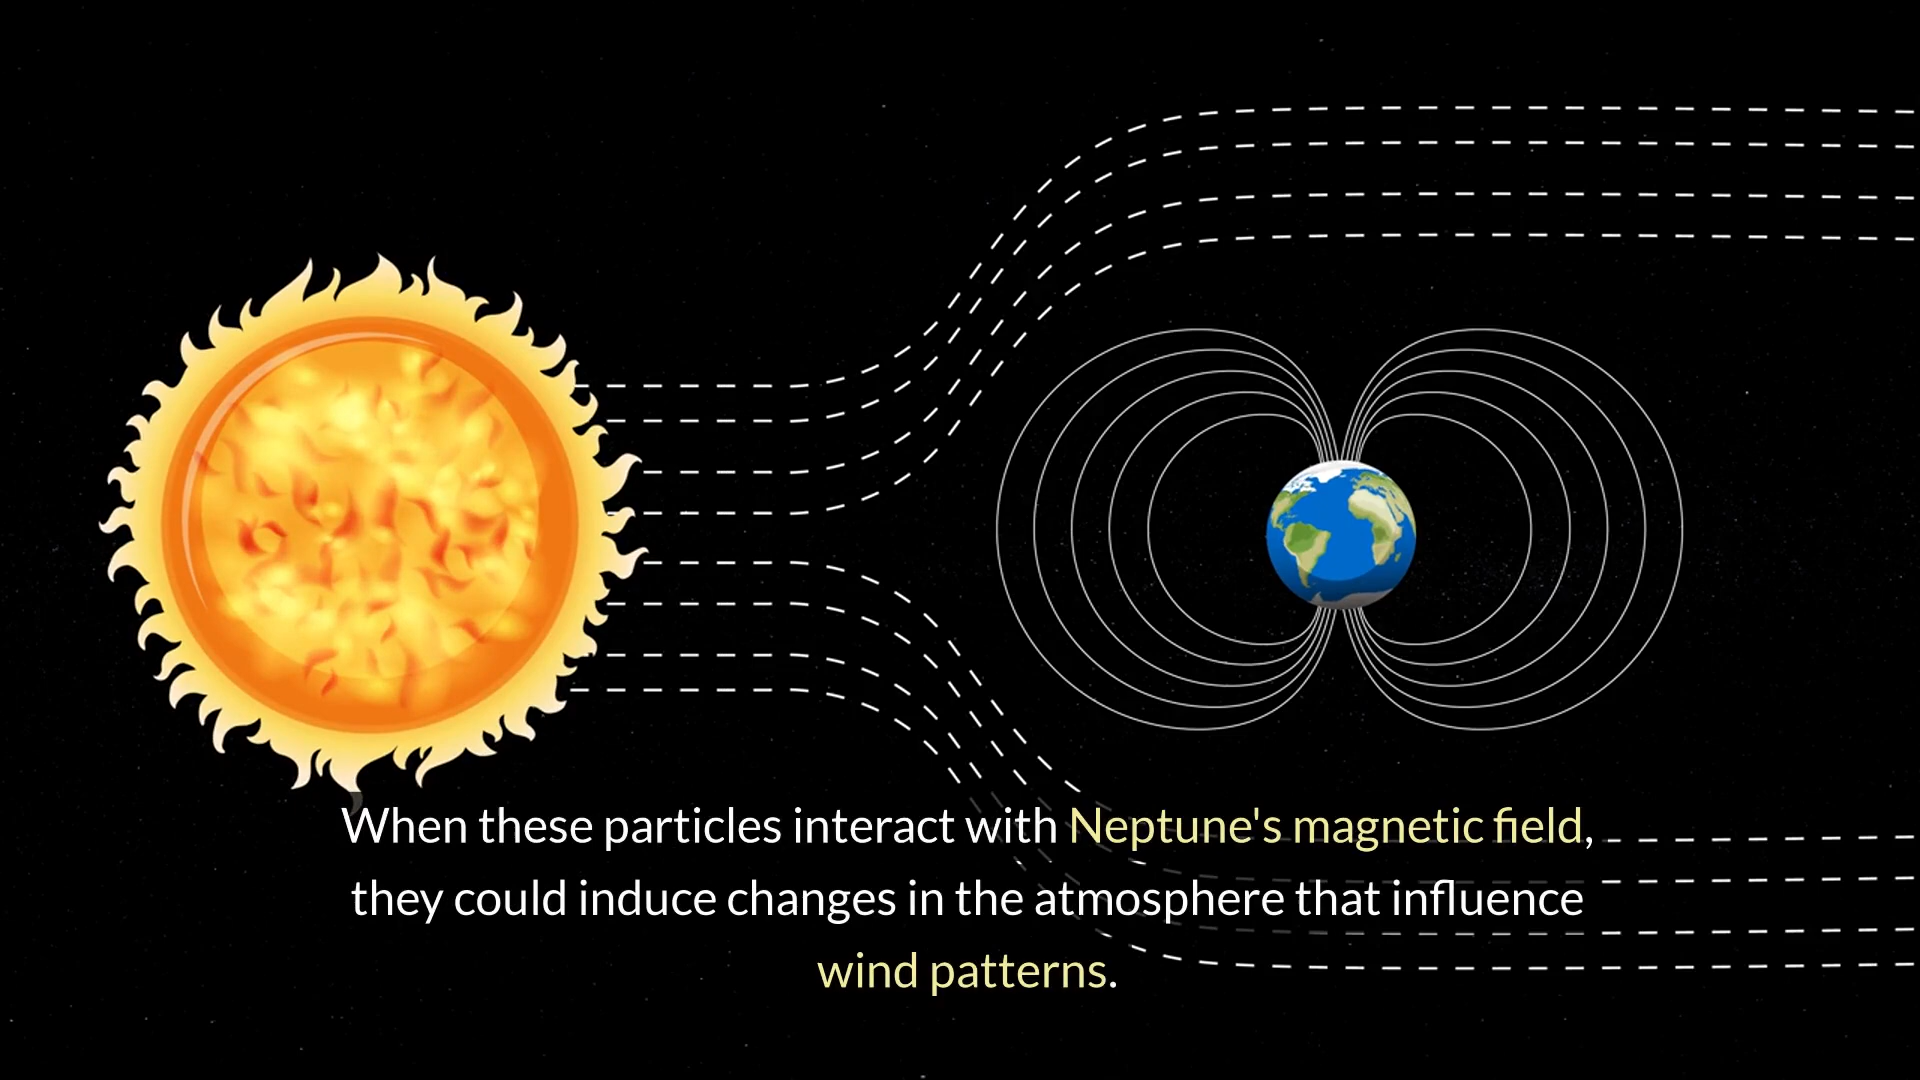 When these particles interact with Neptune's magnetic field,
they could induce changes in the atmosphere that influence
wind patterns.